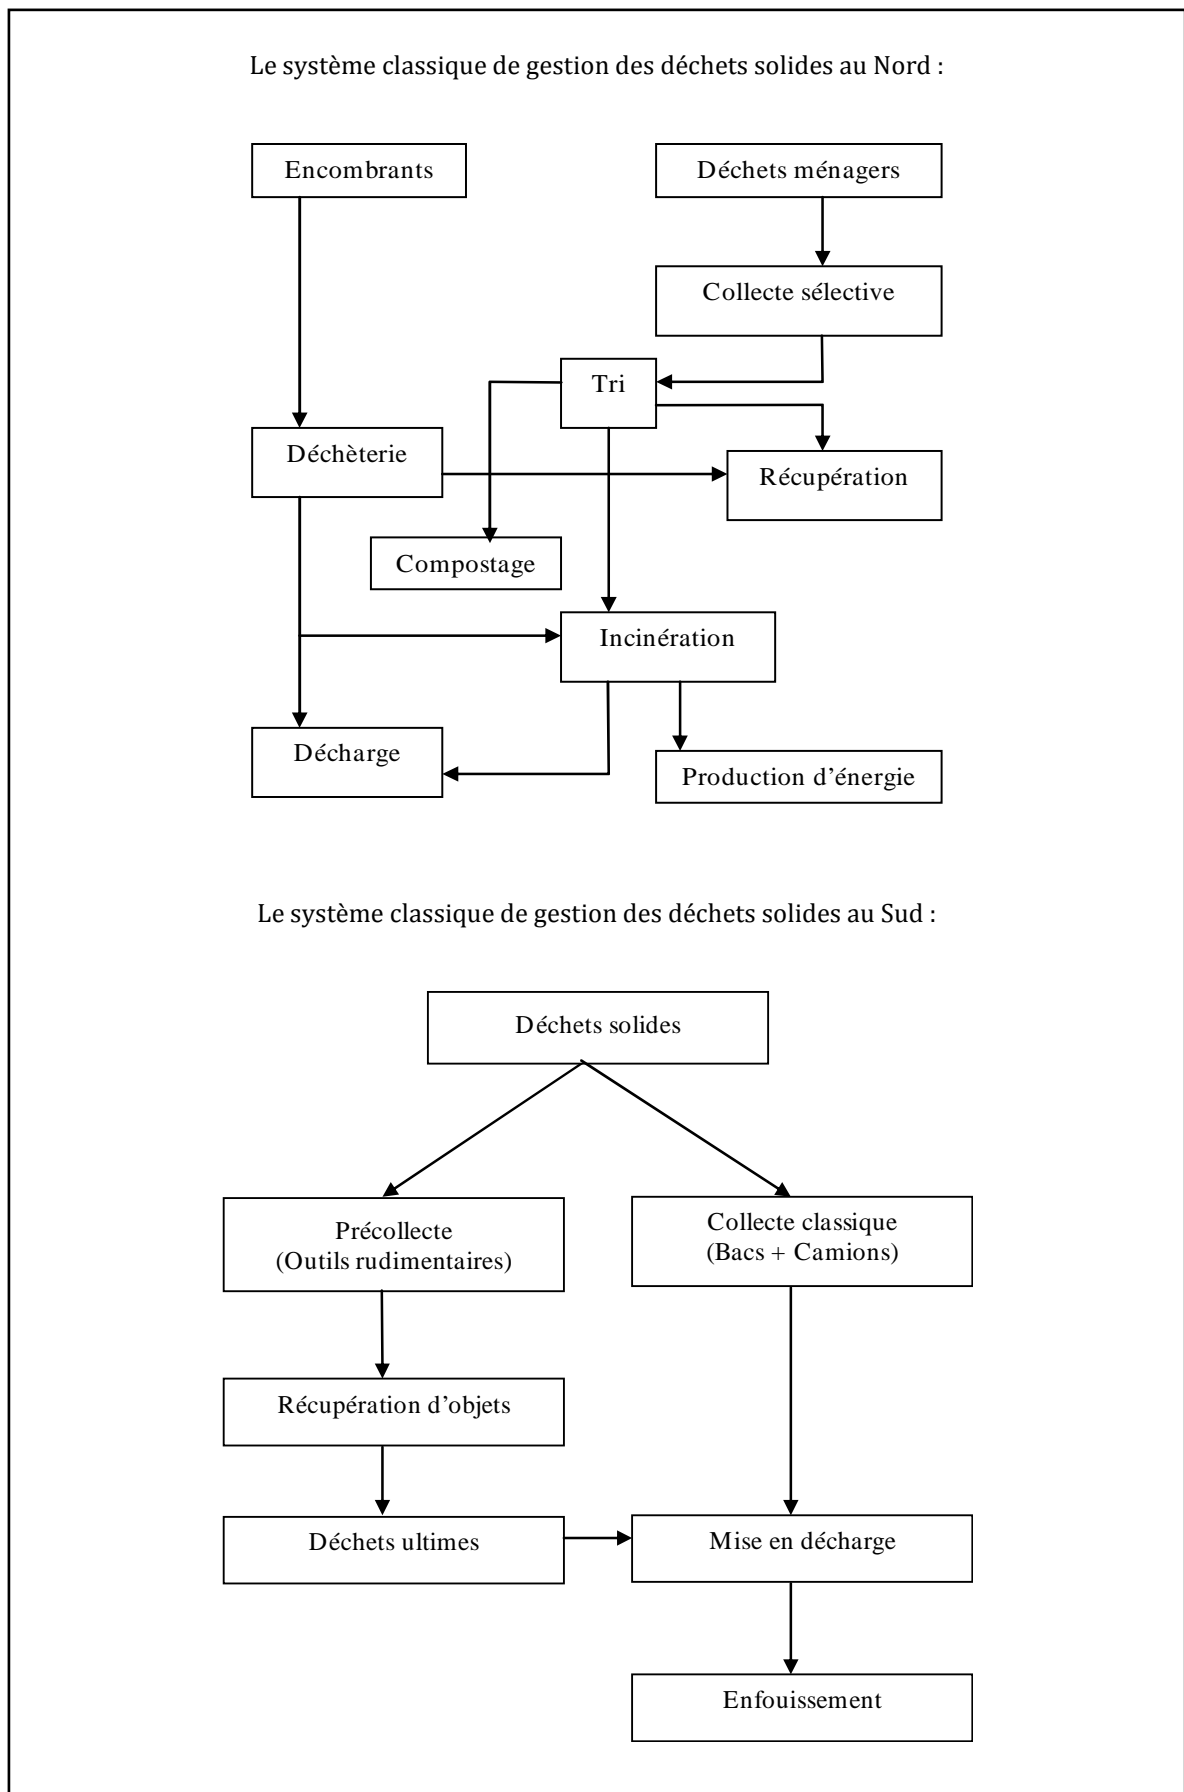 Le système classique de gestion des déchets solides au Nord :
Encombrants
Déchets ménagers
Collecte sélective
Tri
Déchèterie
Récupération
Compostage
Incinération
Décharge
Production d’énergie
Le système classique de gestion des déchets solides au Sud :
Déchets solides
Précollecte
(Outils rudimentaires)
Collecte classique
(Bacs + Camions)
Récupération d’objets
Déchets ultimes
Mise en décharge
Enfouissement